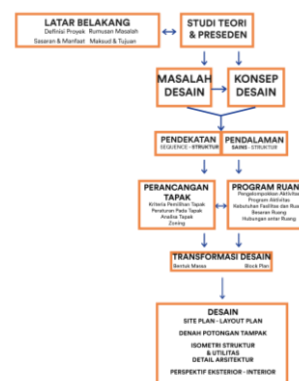 LATAR BELAKANG
Definisi Proyek Rumusan Masalah
Sasaran & Manfaat Maksud & Tujuan
STUDI TEORI
& PRESEDEN
MASALAH
DESAIN
KONSEP
DESAIN
PENDEKATAN
SEQUENCE - STRUKTUR
PENDALAMAN
SAINS - STRUKTUR
PERANCANGAN
TAPAK
Kriteria Pemilihan Tapak
Peraturan Pada Tapak
Analisa Tapak
Zoning
PROGRAM RUAN
Pengelompokkan Aktivitas
Program Aktivitas
Kebutuhan Fasilitas dan Ruan
Besaran Ruang
Hubungan antar Ruang
TRANSFORMASI DESAIN
Bentuk Massa Block Plan
DESAIN
SITE PLAN - LAYOUT PLAN
DENAH POTONGAN TAMPAK
ISOMETRI STRUKTUR
& UTILITAS
DETAIL ARSITEKTUR
PERSPEKTIF EKSTERIOR - INTERIOR